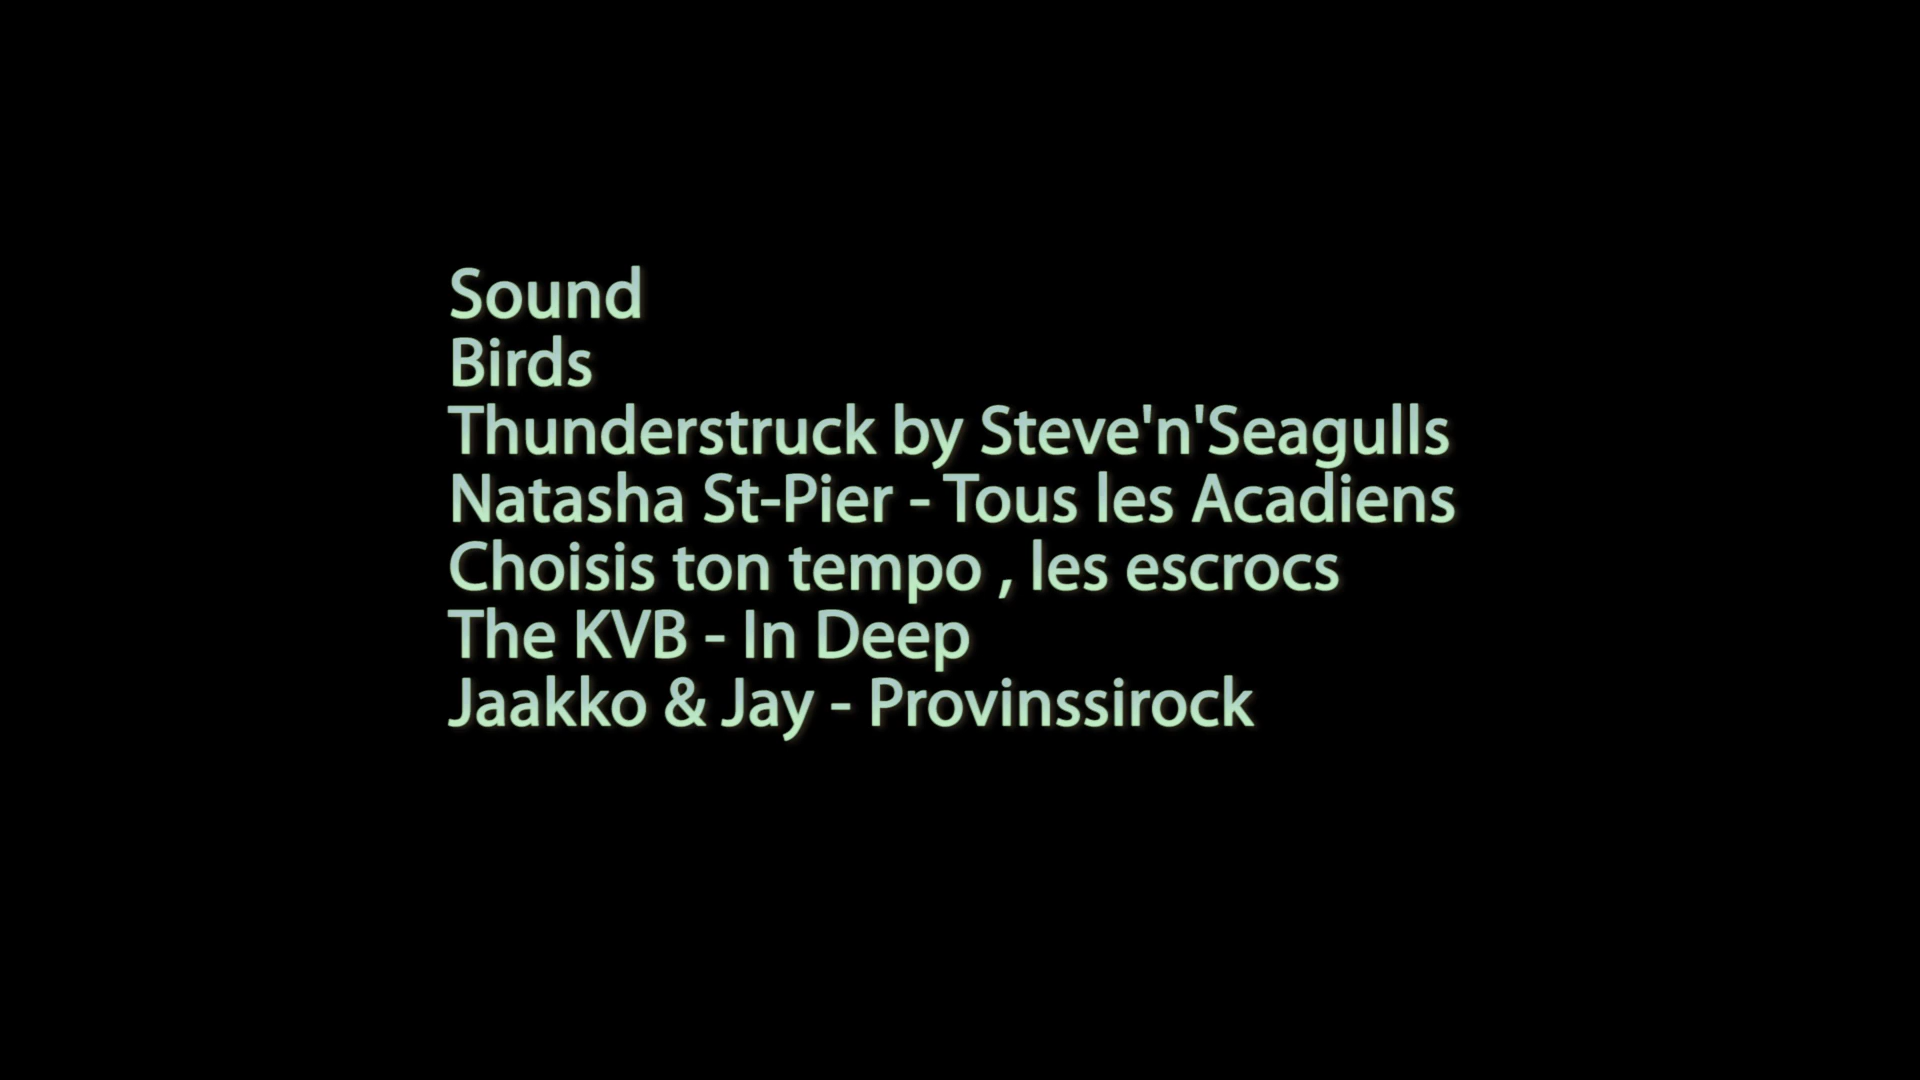 Sound
Birds
Thunderstruck by Steve'n'Seagulls
Natasha St-Pier - Tous les Acadiens
Choisis ton tempo , les escrocs
The KVB - In Deep
Jaakko & Jay - Provinssirock